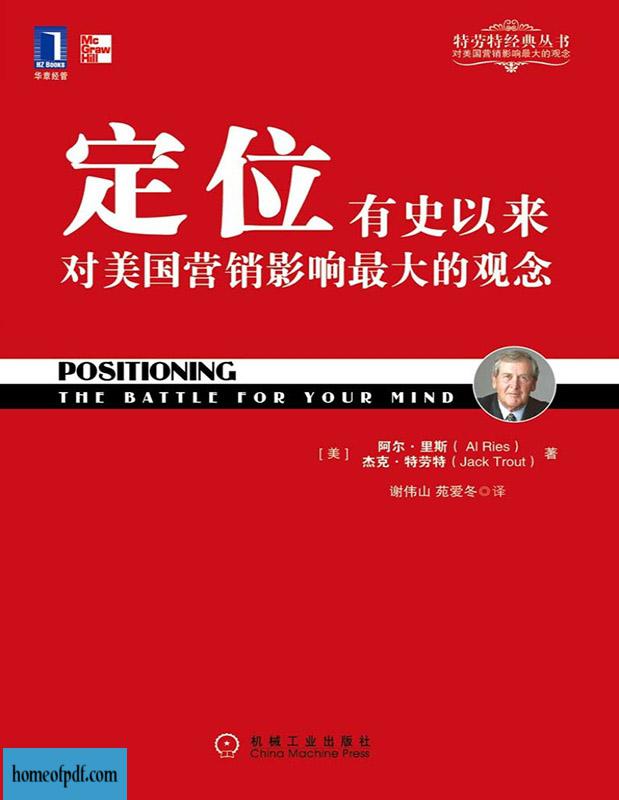 HZ BOOKS
华章经管
Mc
Graw
Hill
特劳特经典丛书
对美国营销影响最大的观念
定位 有史以来
对美国营销影响最大的观念
POSITIONING
THE BATTLE FOR YOUR MIND
[美] 阿尔·里斯(Al Ries)
杰克·特劳特(Jack Trout) 著
谢伟山 苑爱冬◎译
机械工业出版社
China Machine Press
homeofpdf.com